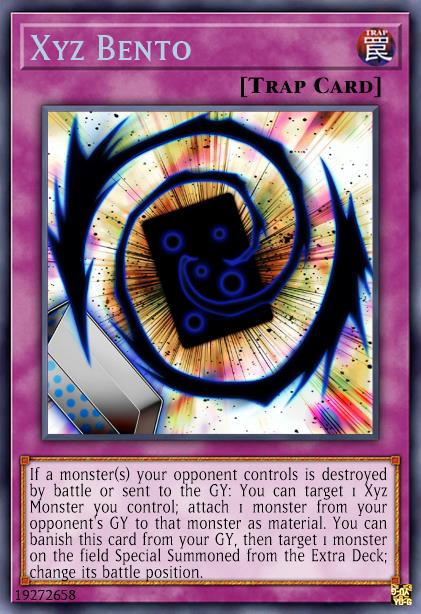 Xyz Bento
TRAP
罠
[Trap Card]
If a monster(s) your opponent controls is destroyed
by battle or sent to the GY: You can target 1 Xyz
Monster you control; attach 1 monster from your
opponent's GY to that monster as material. You can
banish this card from your GY, then target 1 monster
on the field Special Summoned from the Extra Deck;
change its battle position.
19272658